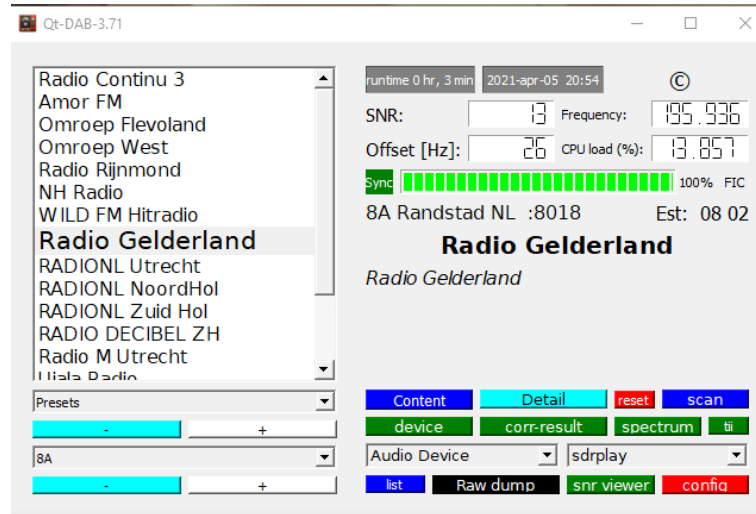 Qt-DAB-3.71
Radio Continu 3
Amor FM
Omroep Flevoland
Omroep West
Radio Rijnmond
NH Radio
WILD FM Hitradio
Radio Gelderland
RADIONL Utrecht
RADIONL NoordHol
RADIONL Zuid Hol
RADIO DECIBEL ZH
Radio M Utrecht
Presets
- +
8A
- +
runtime 0 hr, 3 min 2021-apr-05 20:54 ©
SNR: 13 Frequency: 195.936
Offset [Hz]: 26 CPU load (%): 13.857
Sync 100% FIC
8A Randstad NL :8018 Est: 08 02
Radio Gelderland
Radio Gelderland
Content Detail reset scan
device corr-result spectrum tii
Audio Device sdrplay
list Raw dump snr viewer config